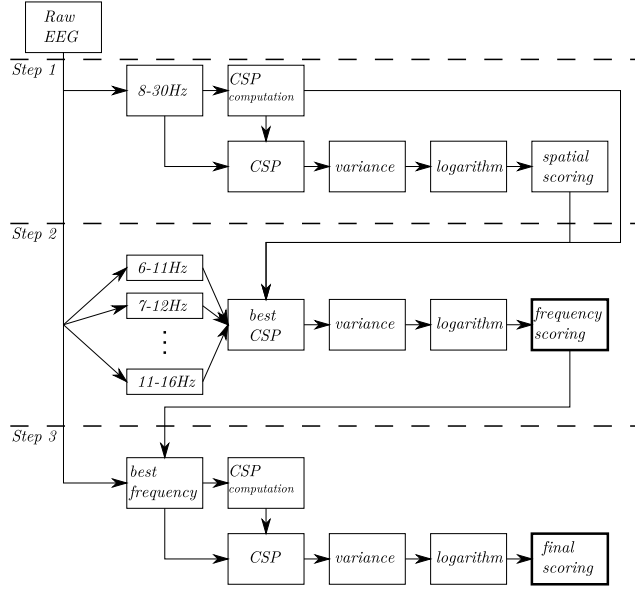 Raw
EEG
Step 1
8-30Hz
CSP
computation
CSP
variance
logarithm
spatial
scoring
Step 2
6-11Hz
7-12Hz
⋮
11-16Hz
best
CSP
variance
logarithm
frequency
scoring
Step 3
best
frequency
CSP
computation
CSP
variance
logarithm
final
scoring